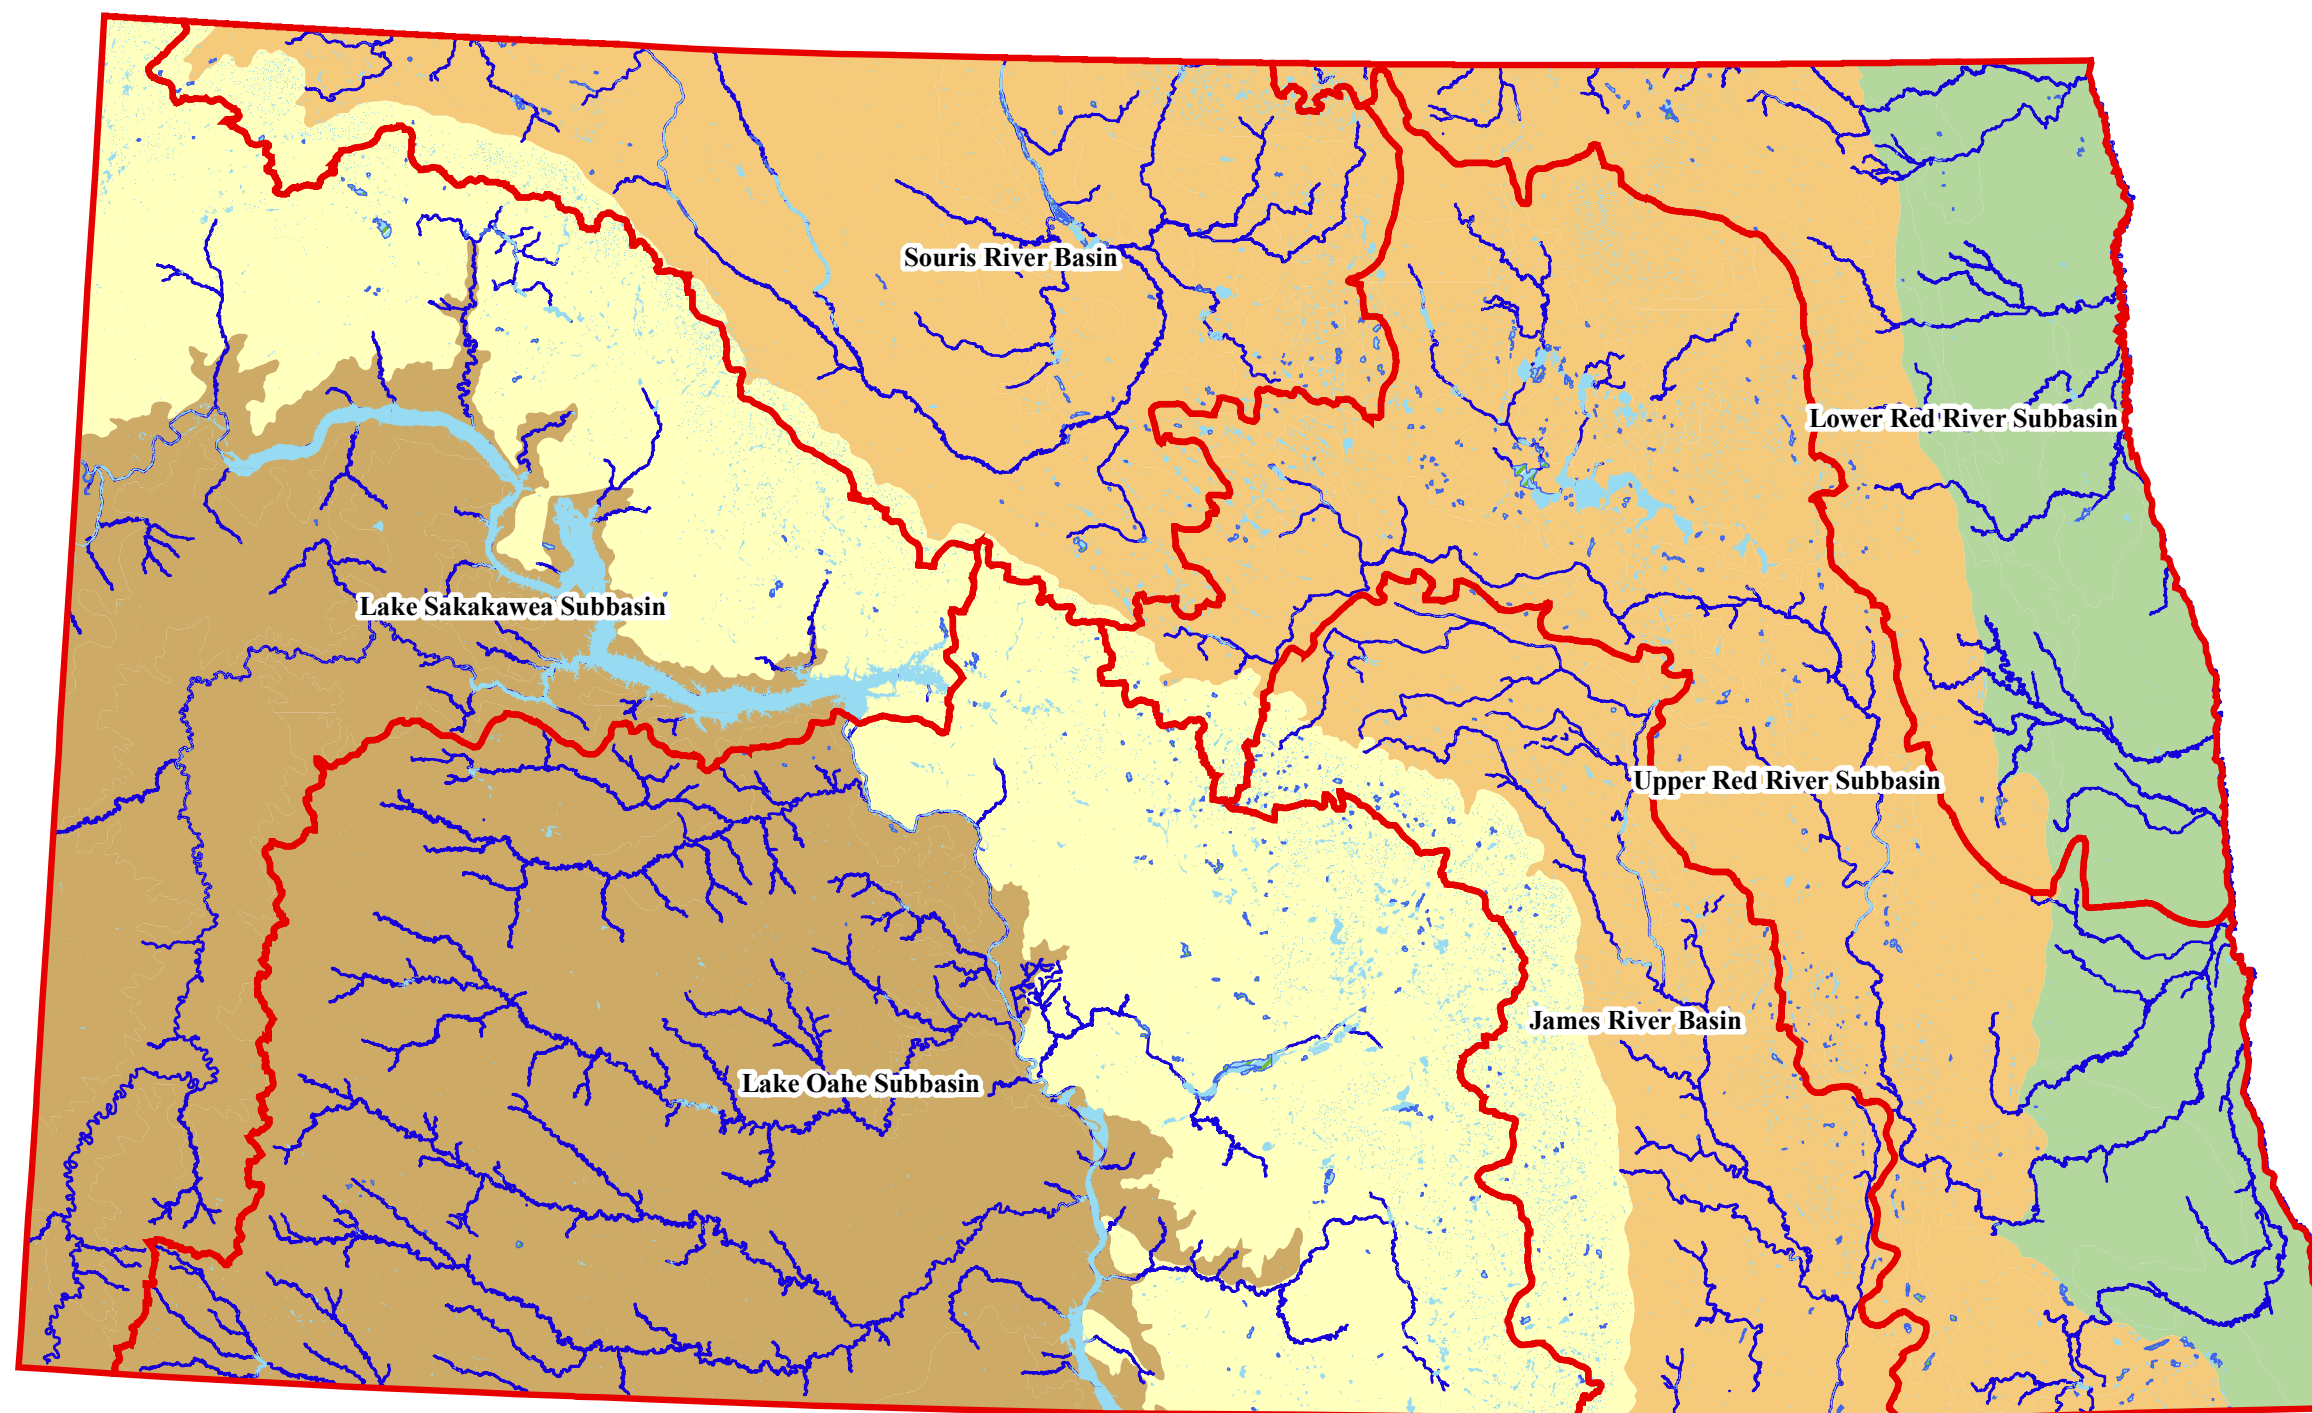 Souris River Basin
Lower Red River Subbasin
Lake Sakakawea Subbasin
Upper Red River Subbasin
James River Basin
Lake Oahe Subbasin